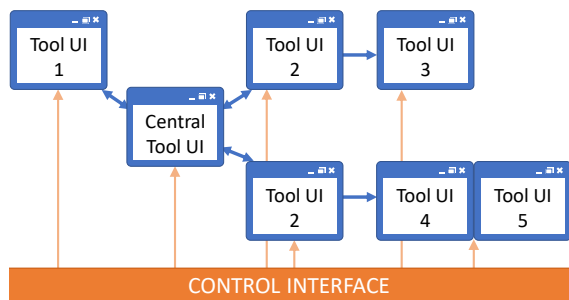 Tool UI
1
Tool UI
2
Tool UI
3
Central
Tool UI
Tool UI
2
Tool UI
4
Tool UI
5
CONTROL INTERFACE